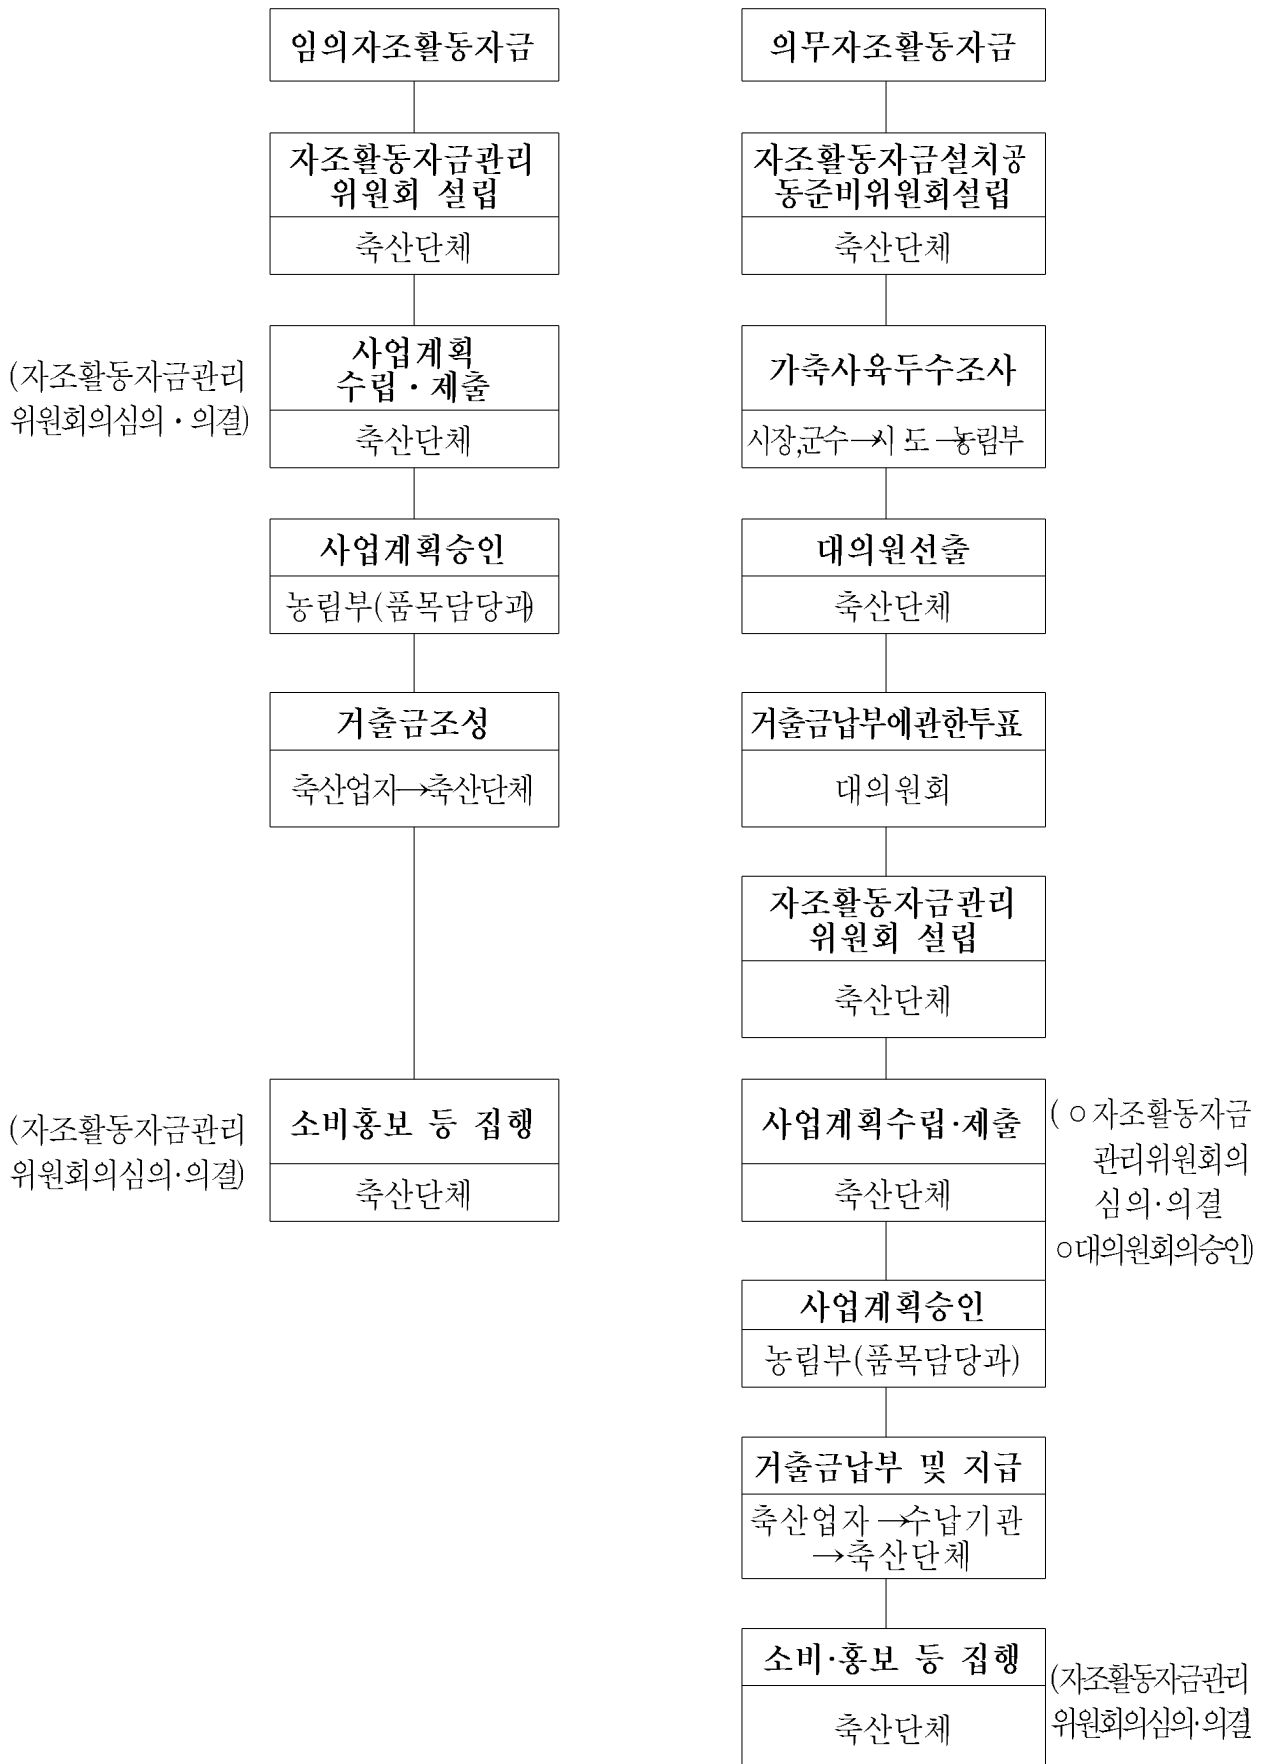 임의자조활동자금
자조활동자금관리
위원회 설립
축산단체
(자조활동자금관리
위원회의심의·의결)
사업계획
수립·제출
축산단체
사업계획승인
농림부(품목담당과)
거출금조성
축산업자→축산단체
(자조활동자금관리
위원회의심의·의결)
소비홍보 등 집행
축산단체
의무자조활동자금
자조활동자금설치공
동준비위원회설립
축산단체
가축사육두수조사
시장,군수→시·도→농림부
대의원선출
축산단체
거출금납부에관한투표
대의원회
자조활동자금관리
위원회 설립
축산단체
사업계획수립·제출
축산단체
(○자조활동자금
관리위원회의
심의·의결
○대의원회의승인)
사업계획승인
농림부(품목담당과)
거출금납부 및 지급
축산업자→수납기관
→축산단체
소비·홍보 등 집행
축산단체
(자조활동자금관리
위원회의심의·의결